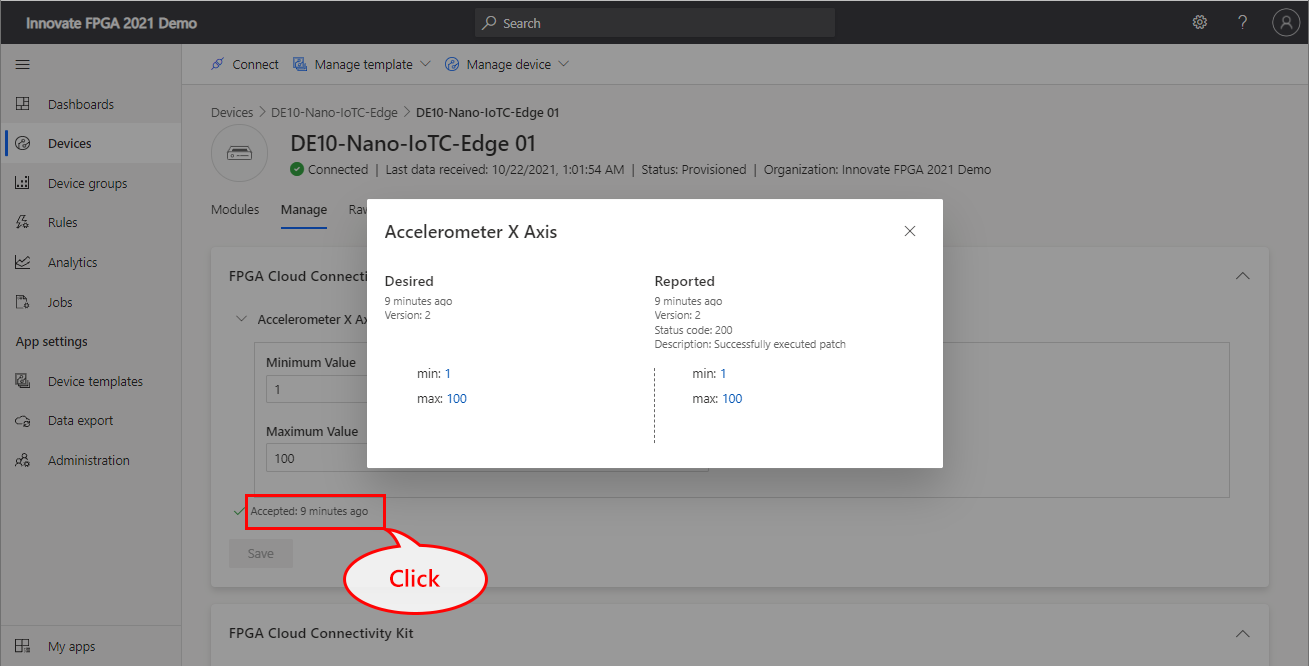 Innovate FPGA 2021 Demo
Search
?
Connect Manage template Manage device
Dashboards
Devices
Device groups
Rules
Analytics
Jobs
App settings
Device templates
Data export
Administration
My apps
Devices > DE10-Nano-IoTC-Edge > DE10-Nano-IoTC-Edge 01
DE10-Nano-IoTC-Edge 01
Connected | Last data received: 10/22/2021, 1:01:54 AM | Status: Provisioned | Organization: Innovate FPGA 2021 Demo
Modules Manage
FPGA Cloud
Accelerometer X
Minimum Value
1
Maximum Value
100
Accepted: 9 minutes ago
Save
Click
FPGA Cloud Connectivity Kit
Accelerometer X Axis
Desired
9 minutes ago
Version: 2
min: 1
max: 100
Reported
9 minutes ago
Version: 2
Status code: 200
Description: Successfully executed patch
min: 1
max: 100